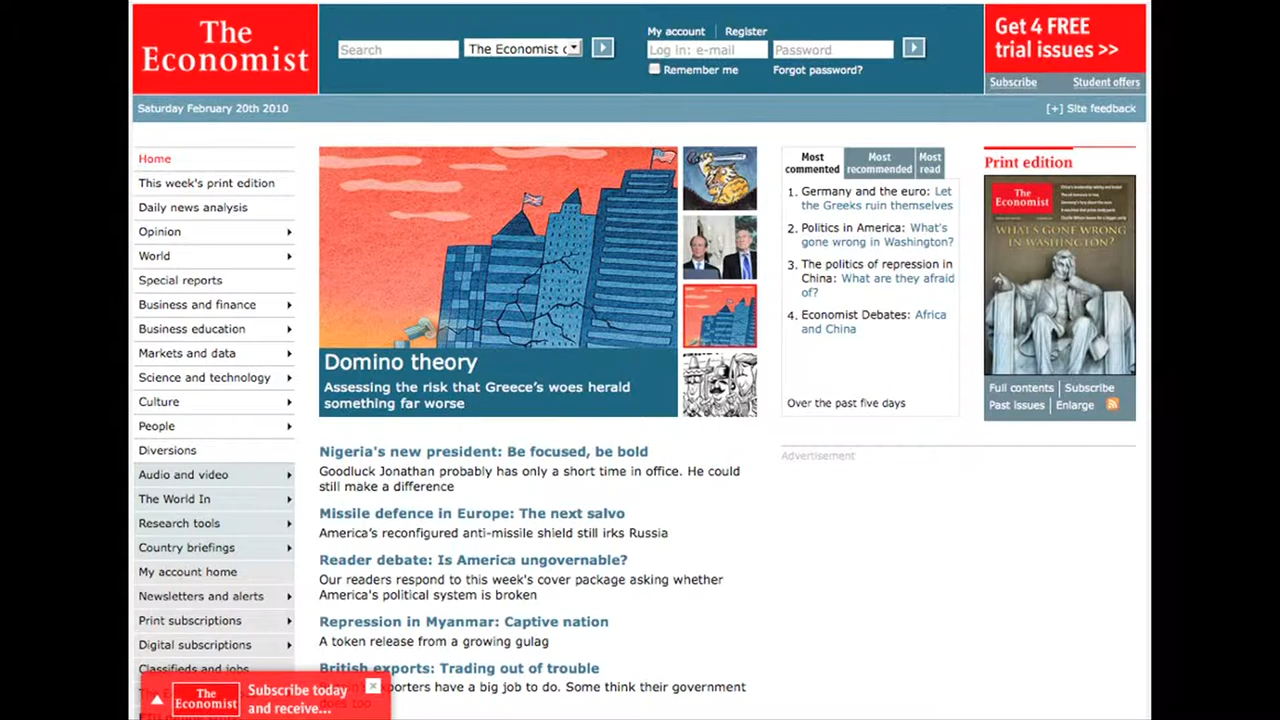 The
Economist
Search
The Economist
My account
Register
Log in: e-mail
Password
Remember me
Forgot password?
Get 4 FREE
trial issues >>
Subscribe
Student offers
Saturday February 20th 2010
[+] Site feedback
Home
This week's print edition
Daily news analysis
Opinion
World
Special reports
Business and finance
Business education
Markets and data
Science and technology
Culture
People
Diversions
Audio and video
The World In
Research tools
Country briefings
My account home
Newsletters and alerts
Print subscriptions
Digital subscriptions
Classifieds and jobs
The
Economist
Subscribe today
and receive...
Domino theory
Assessing the risk that Greece's woes herald
something far worse
Nigeria's new president: Be focused, be bold
Goodluck Jonathan probably has only a short time in office. He could
still make a difference
Missile defence in Europe: The next salvo
America's reconfigured anti-missile shield still irks Russia
Reader debate: Is America ungovernable?
Our readers respond to this week's cover package asking whether
America's political system is broken
Repression in Myanmar: Captive nation
A token release from a growing gulag
British exports: Trading out of trouble
have a big job to do. Some think their government
Most
commented
Most
recommended
Most
read
1. Germany and the euro: Let
the Greeks ruin themselves
2. Politics in America: What's
gone wrong in Washington?
3. The politics of repression in
China: What are they afraid
of?
4. Economist Debates: Africa
and China
Over the past five days
Advertisement
Print edition
The
Economist
WHAT'S GONE WRONG
IN WASHINGTON?
Full contents
Subscribe
Past issues
Enlarge